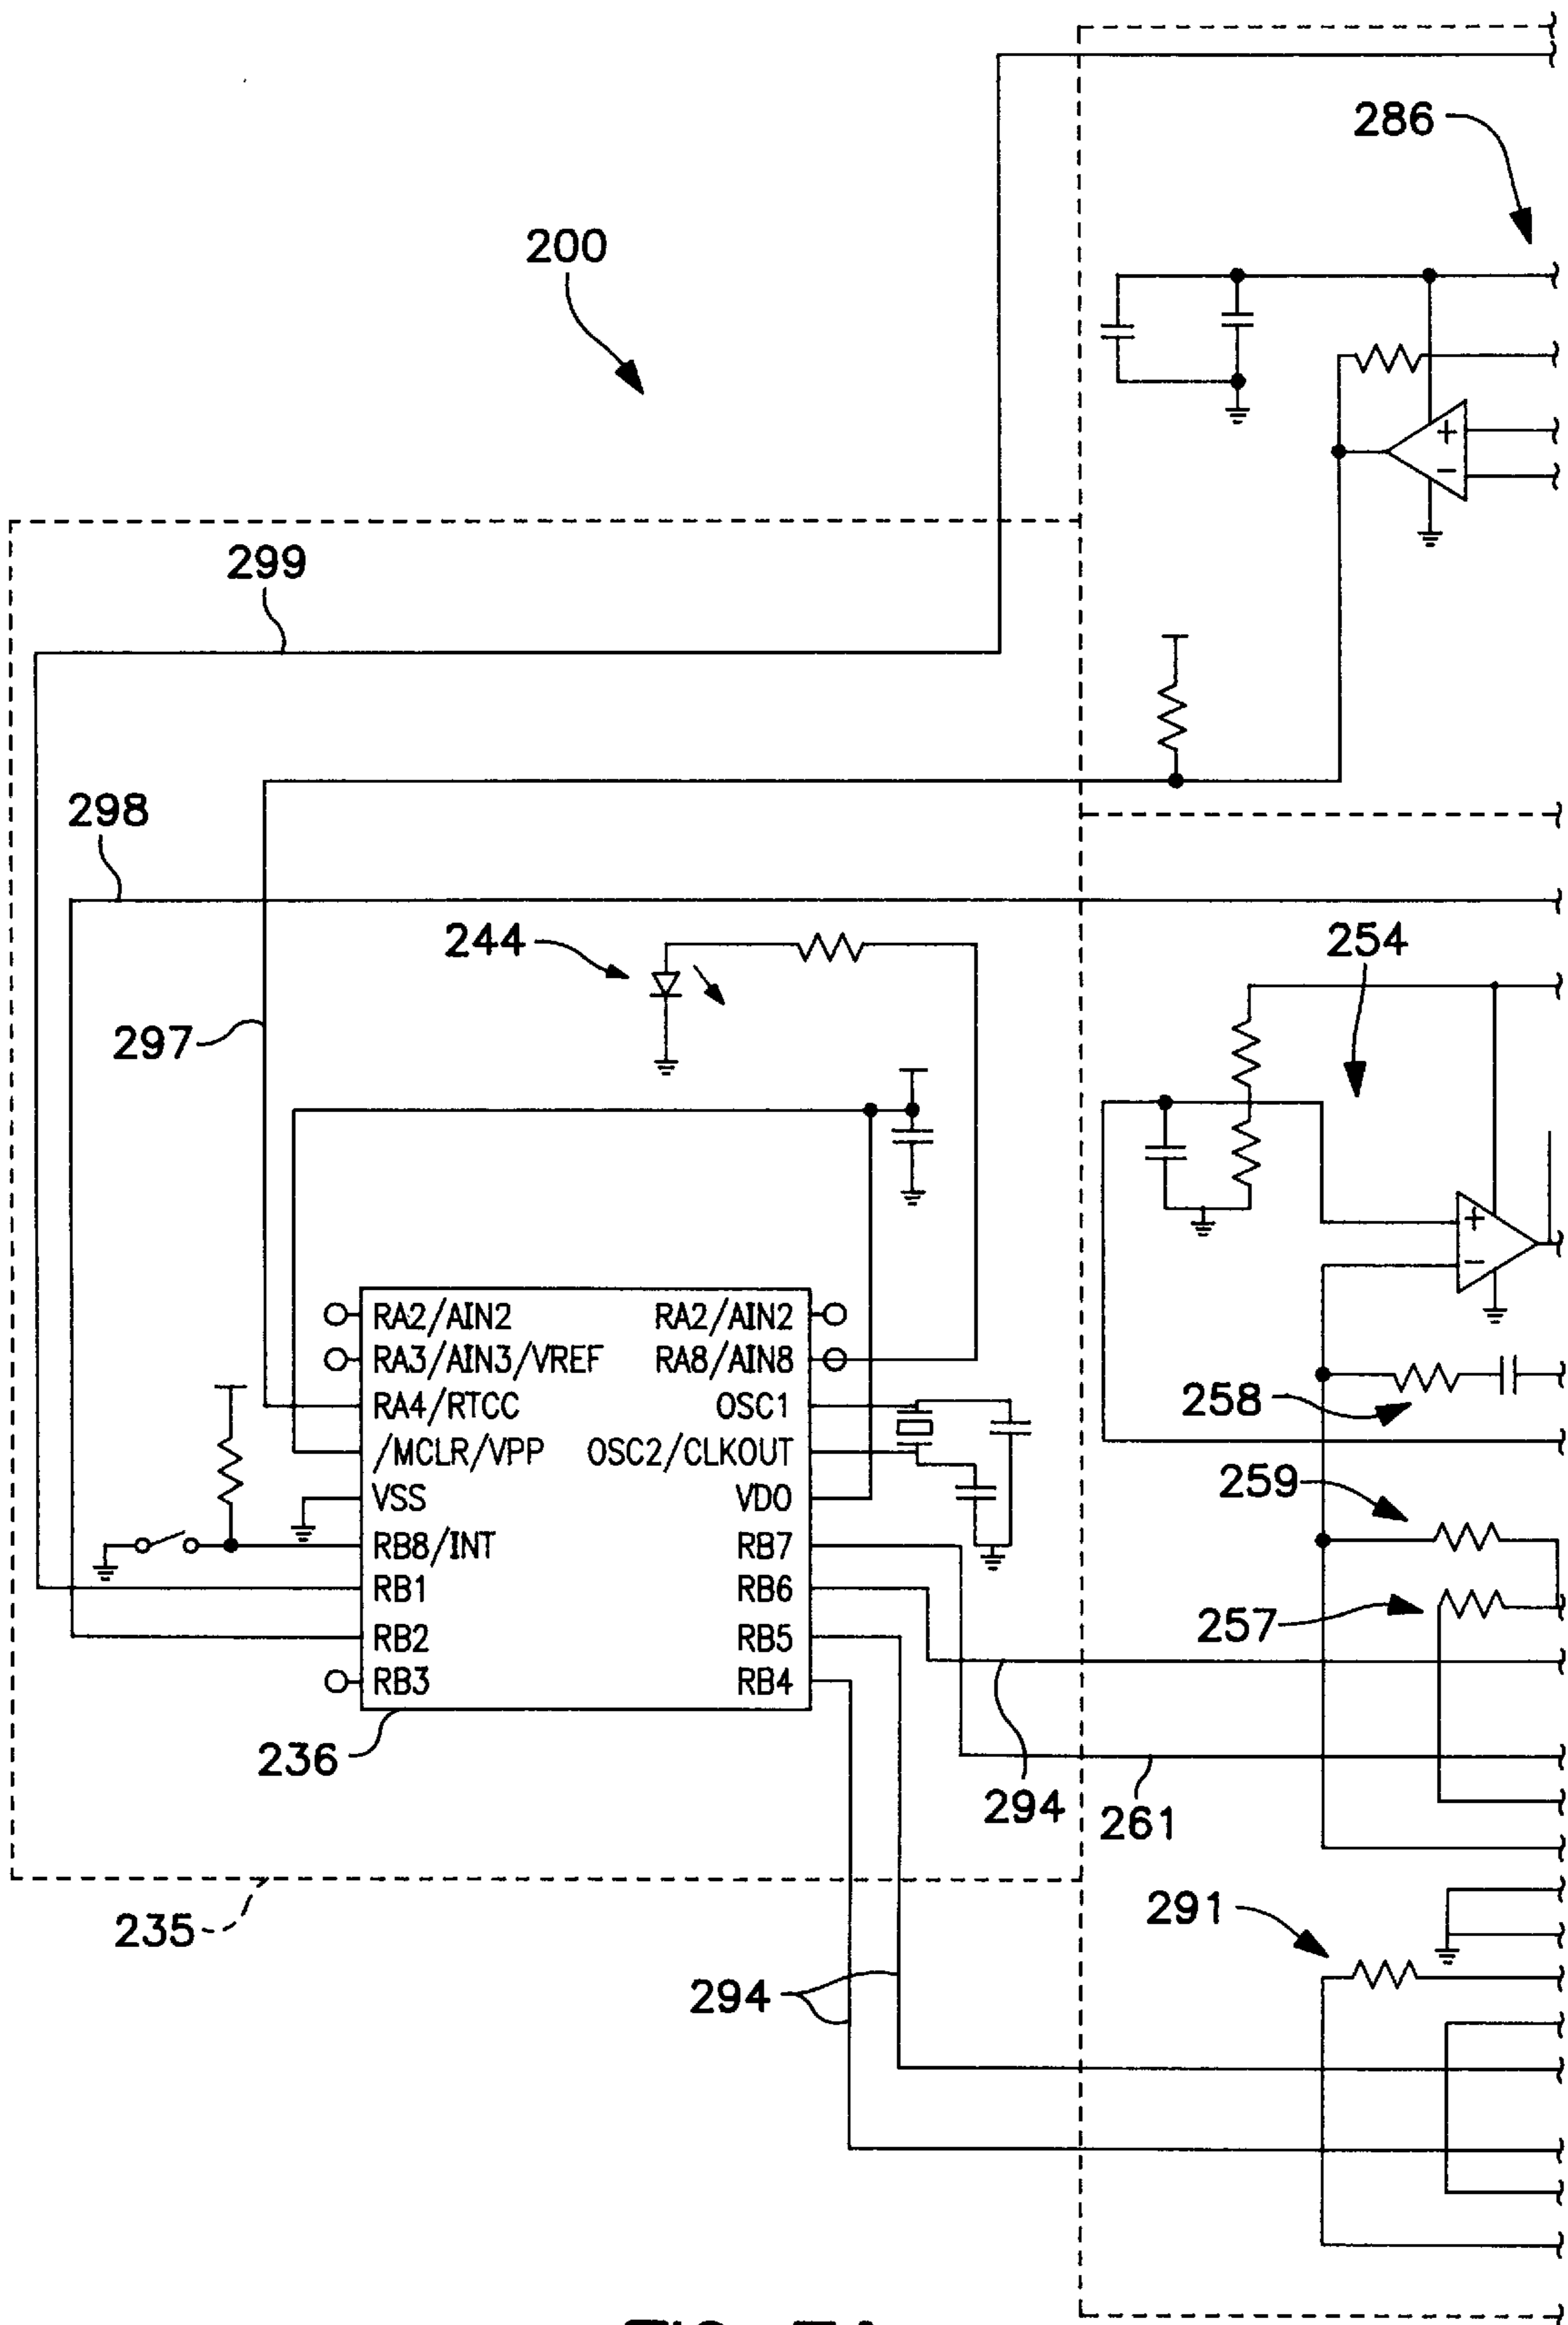 286
200
+
−
299
298
244
254
297
+
−
RA2/AIN2 RA2/AIN2
RA3/AIN3/VREF RA8/AIN8
RA4/RTCC OSC1
/MCLR/VPP OSC2/CLKOUT
VSS VDO
RB8/INT RB7
RB1 RB6
RB2 RB5
RB3 RB4
258
259
257
236
294
261
235
291
294